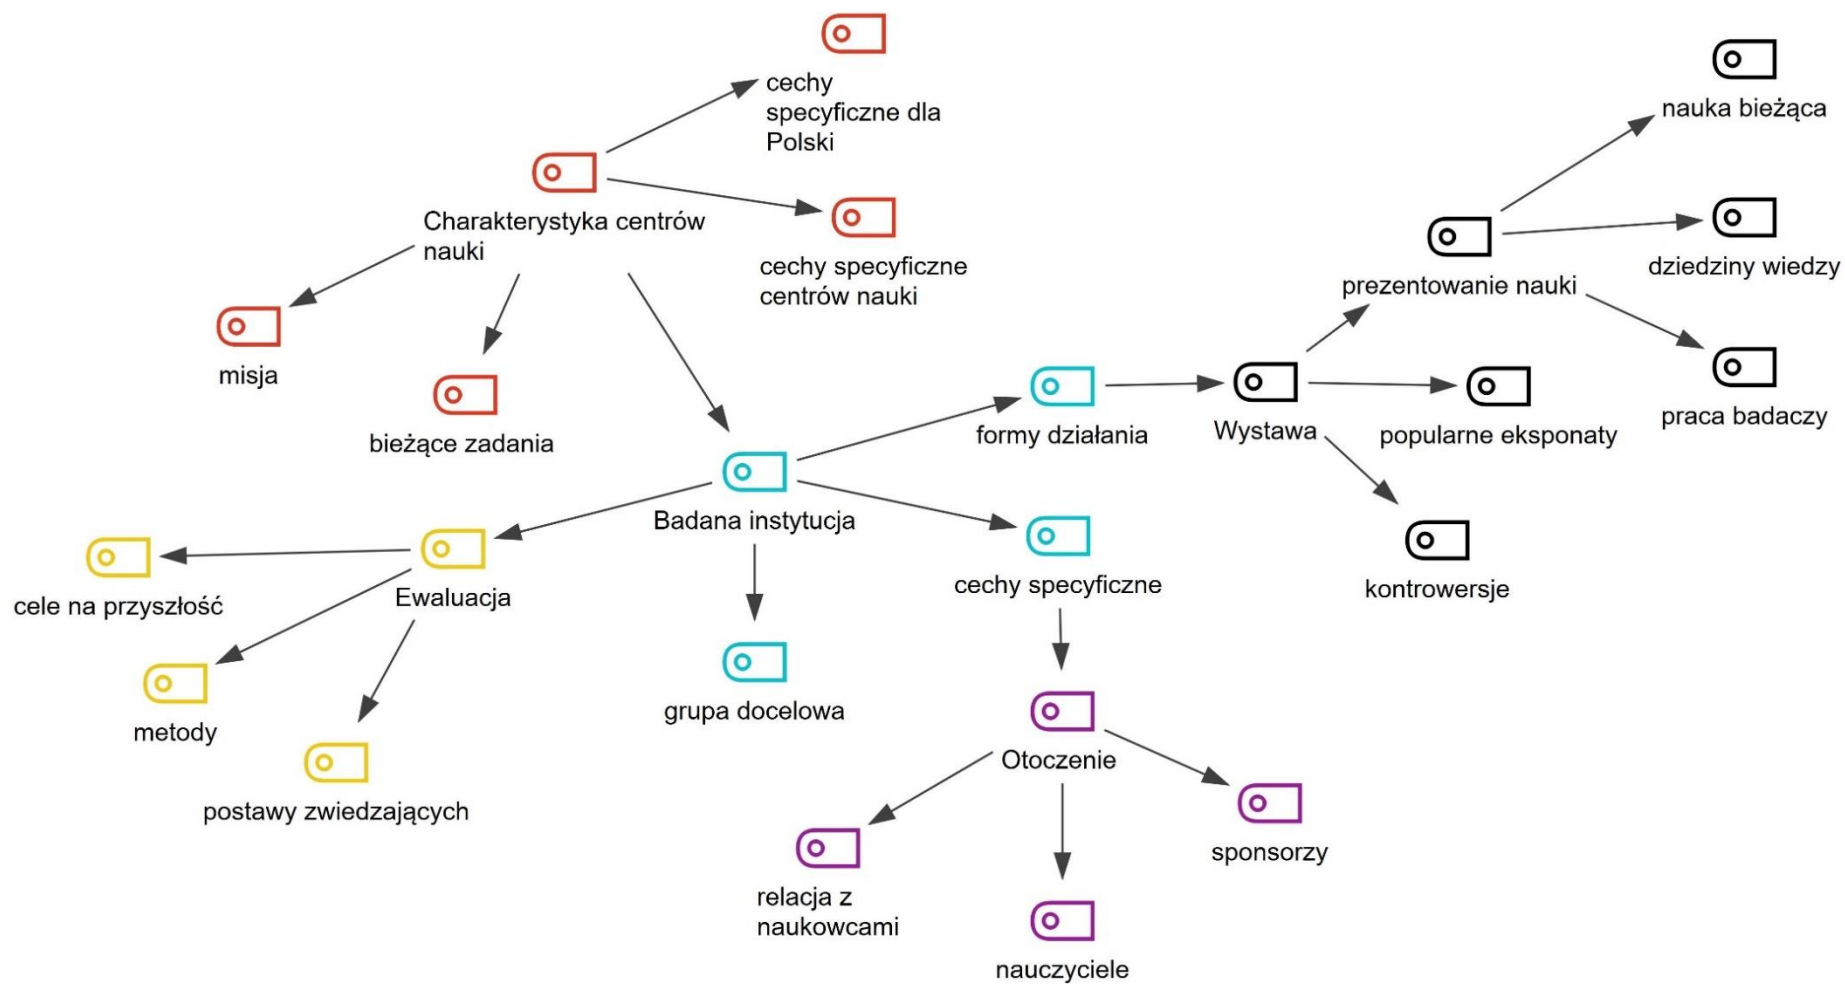 cechy
specyficzne dla
Polski
nauka bieżąca
Charakterystyka centrów
nauki
cechy specyficzne
centrów nauki
dziedziny wiedzy
prezentowanie nauki
misja
bieżące zadania
formy działania
Wystawa
popularne eksponaty
praca badaczy
Badana instytucja
cechy specyficzne
kontrowersje
cele na przyszłość
Ewaluacja
metody
grupa docelowa
postawy zwiedzających
Otoczenie
sponsorzy
relacja z
naukowcami
nauczyciele